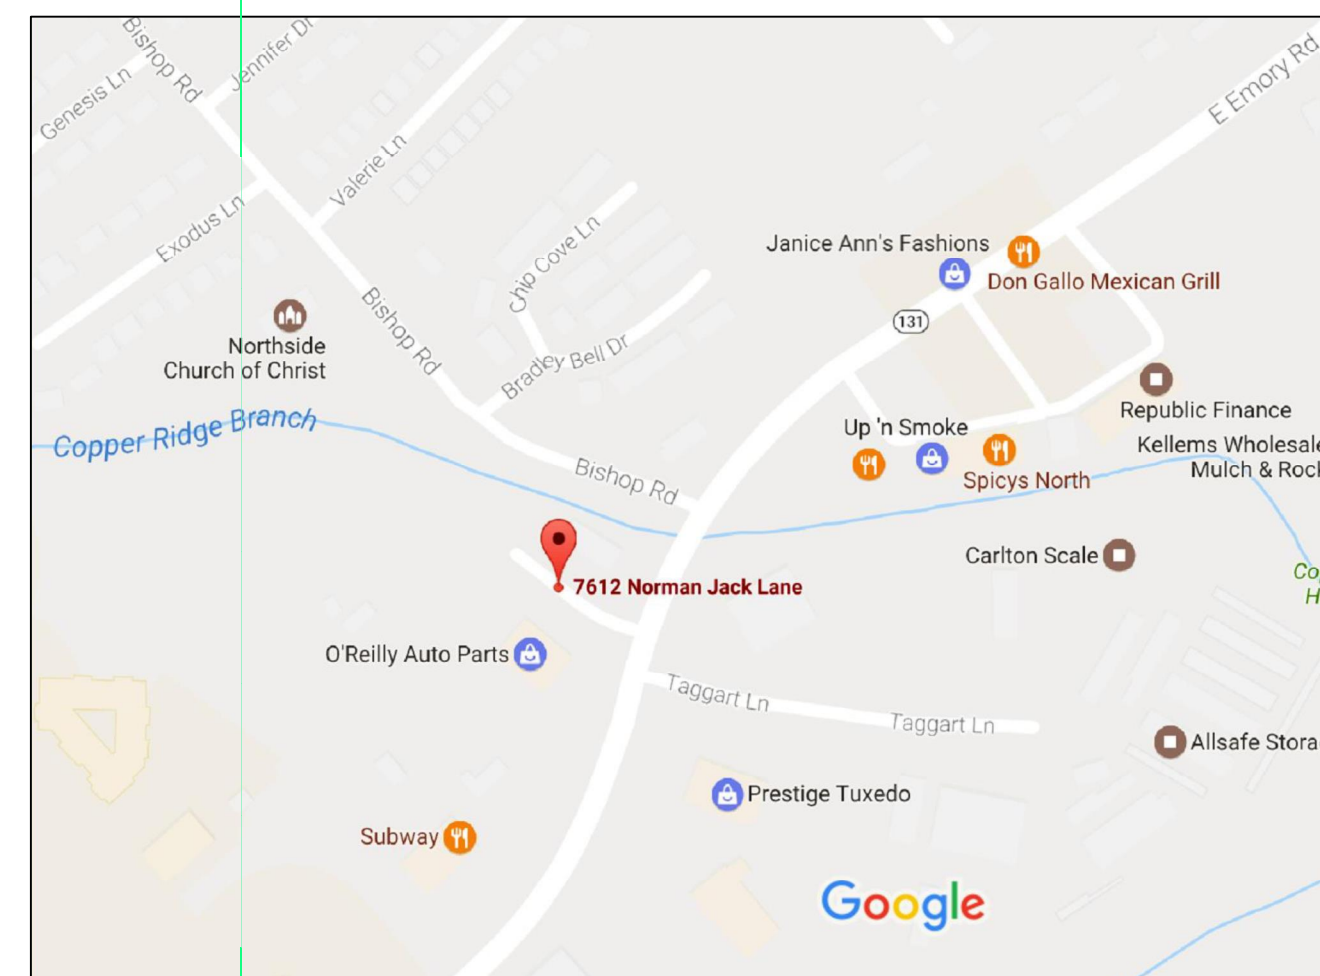 Bishop Rd
Jennifer Dr
Genesis Ln
E Emory Rd
Valerie Ln
Exodus Ln
Chip Cove Ln
Janice Ann's Fashions
Don Gallo Mexican Grill
131
Bishop Rd
Northside
Church of Christ
Bradley Bell Dr
Republic Finance
Copper Ridge Branch
Up 'n Smoke
Kellems Wholesale
Mulch & Rock
Bishop Rd
Spicys North
Carlton Scale
7612 Norman Jack Lane
O'Reilly Auto Parts
Taggart Ln
Taggart Ln
Allsafe Stora
Prestige Tuxedo
Subway
Google